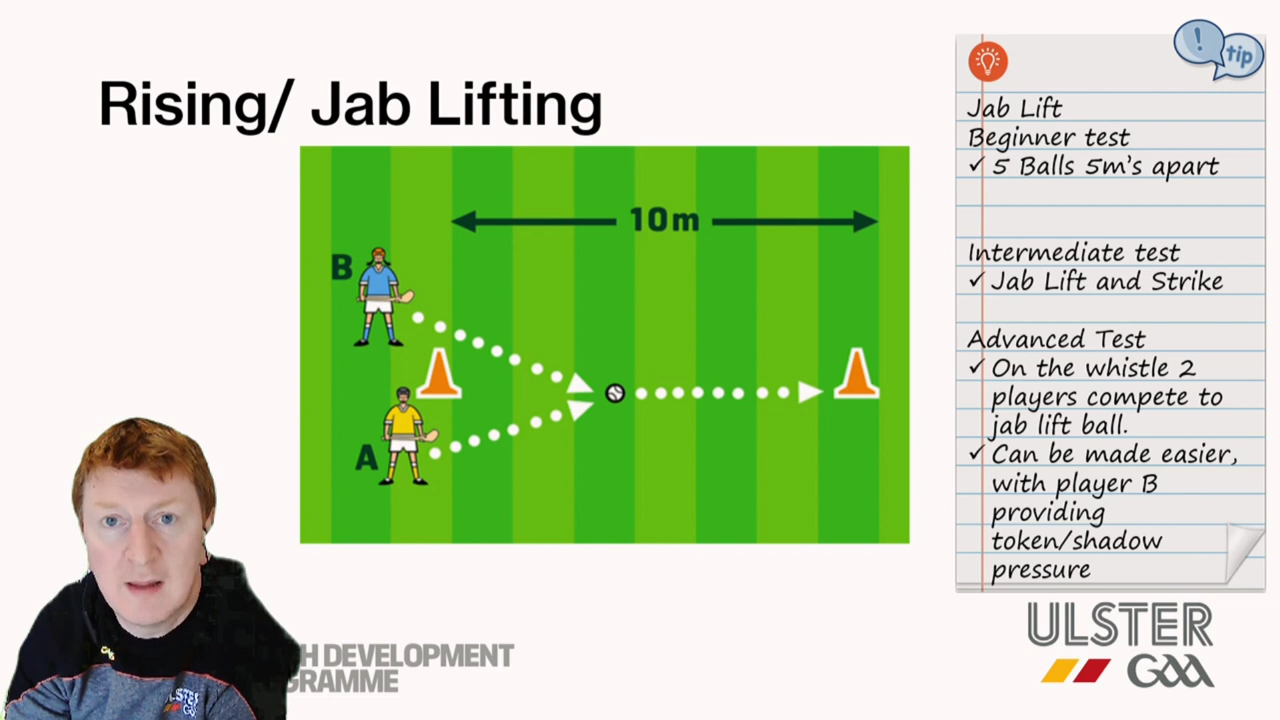 Rising/ Jab Lifting
tip
Jab Lift
Beginner test
✓ 5 Balls 5m's apart
Intermediate test
✓ Jab Lift and Strike
Advanced Test
✓ On the whistle 2
players compete to
jab lift ball.
✓ Can be made easier,
with player B
providing
token/shadow
pressure
10m
B
A
H DEVELOPMENT
GRAMME
ULSTER
GAA
ULSTER